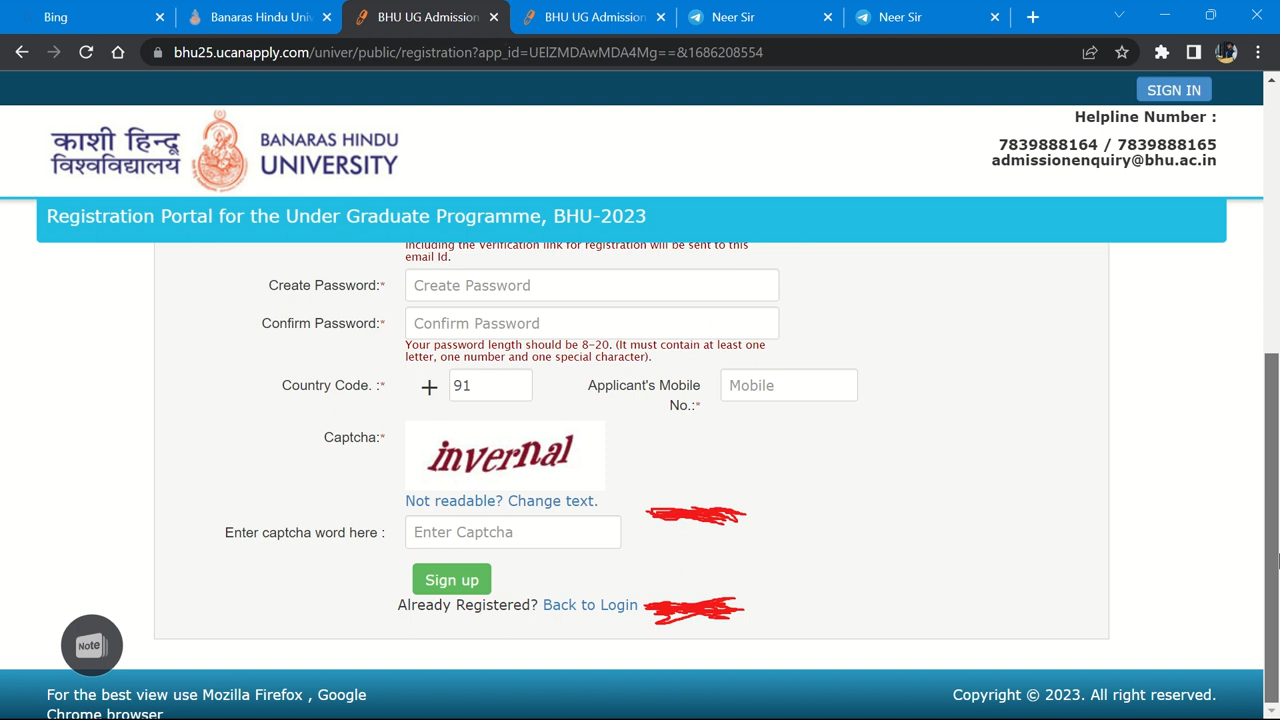 Bing
Banaras Hindu Univ
BHU UG Admission
BHU UG Admission
Neer Sir
Neer Sir
bhu25.ucanapply.com/univer/public/registration?app_id=UElZMDAwMDA4Mg==&1686208554
SIGN IN
Helpline Number :
7839888164 / 7839888165
admissionenquiry@bhu.ac.in
काशी हिन्दू
विश्वविद्यालय
BANARAS HINDU
UNIVERSITY
Registration Portal for the Under Graduate Programme, BHU-2023
including the Verification link for registration will be sent to this
email Id.
Create Password:*
Create Password
Confirm Password:*
Confirm Password
Your password length should be 8-20. (It must contain at least one
letter, one number and one special character).
Country Code. :*
+ 91
Applicant's Mobile
No.:*
Mobile
Captcha:*
invernal
Not readable? Change text.
Enter captcha word here :
Enter Captcha
Sign up
Already Registered? Back to Login
Note
For the best view use Mozilla Firefox , Google
Chrome browser
Copyright © 2023. All right reserved.